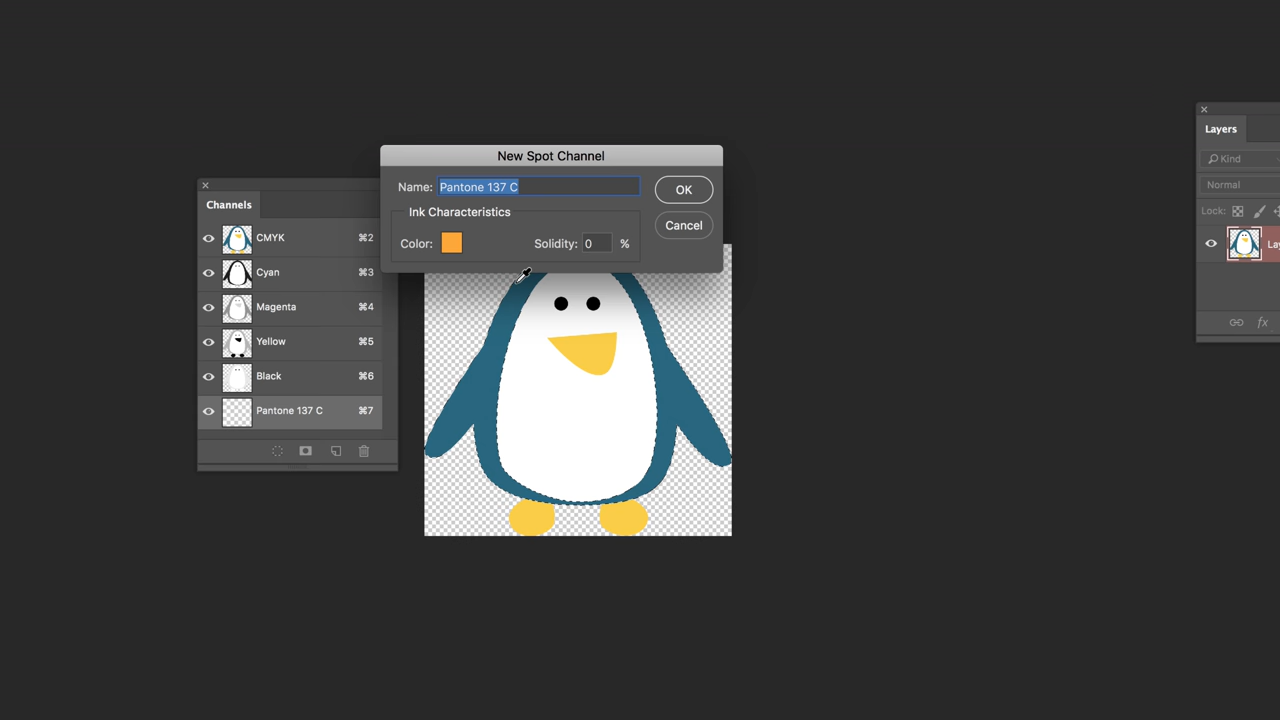 New Spot Channel
Name: Pantone 137 C
OK
Ink Characteristics
Cancel
Color:
Solidity: 0 %
Channels
CMYK ⌘2
Cyan ⌘3
Magenta ⌘4
Yellow ⌘5
Black ⌘6
Pantone 137 C ⌘7
Layers
Kind
Normal
Lock:
fx